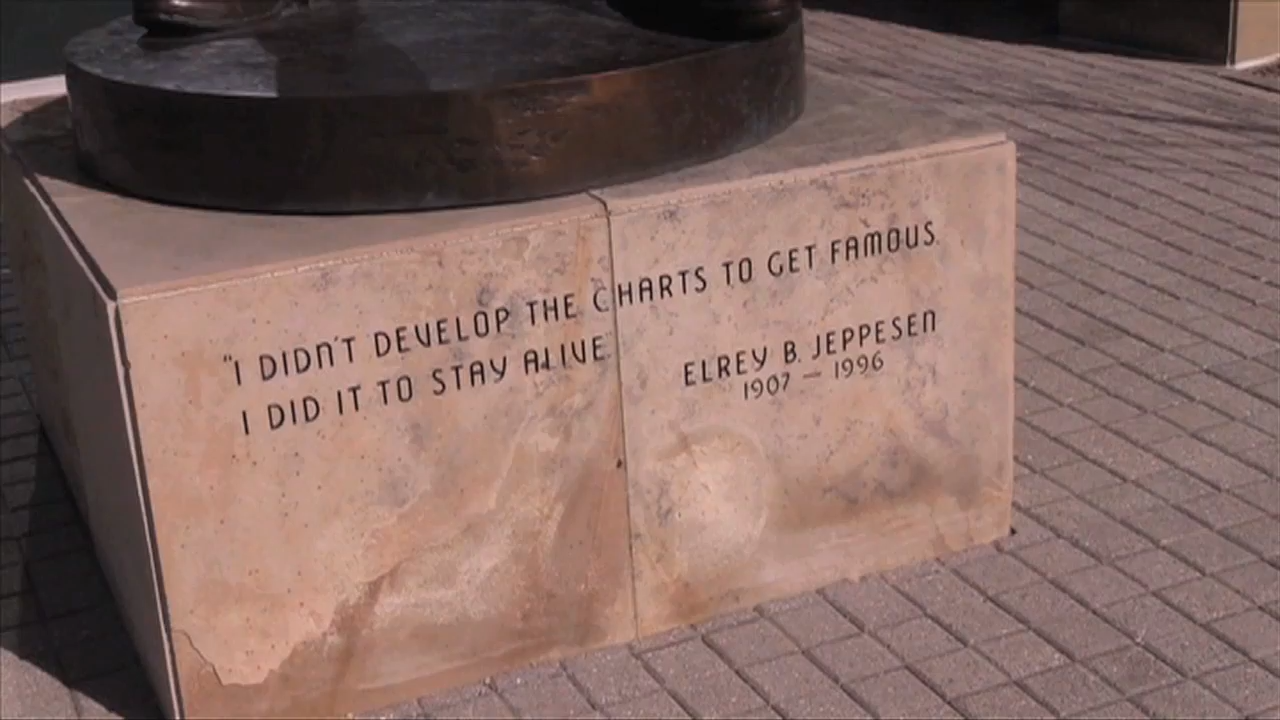 "I DIDN'T DEVELOP THE CHARTS TO GET FAMOUS.
I DID IT TO STAY ALIVE."
ELREY B. JEPPESEN
1907 — 1996